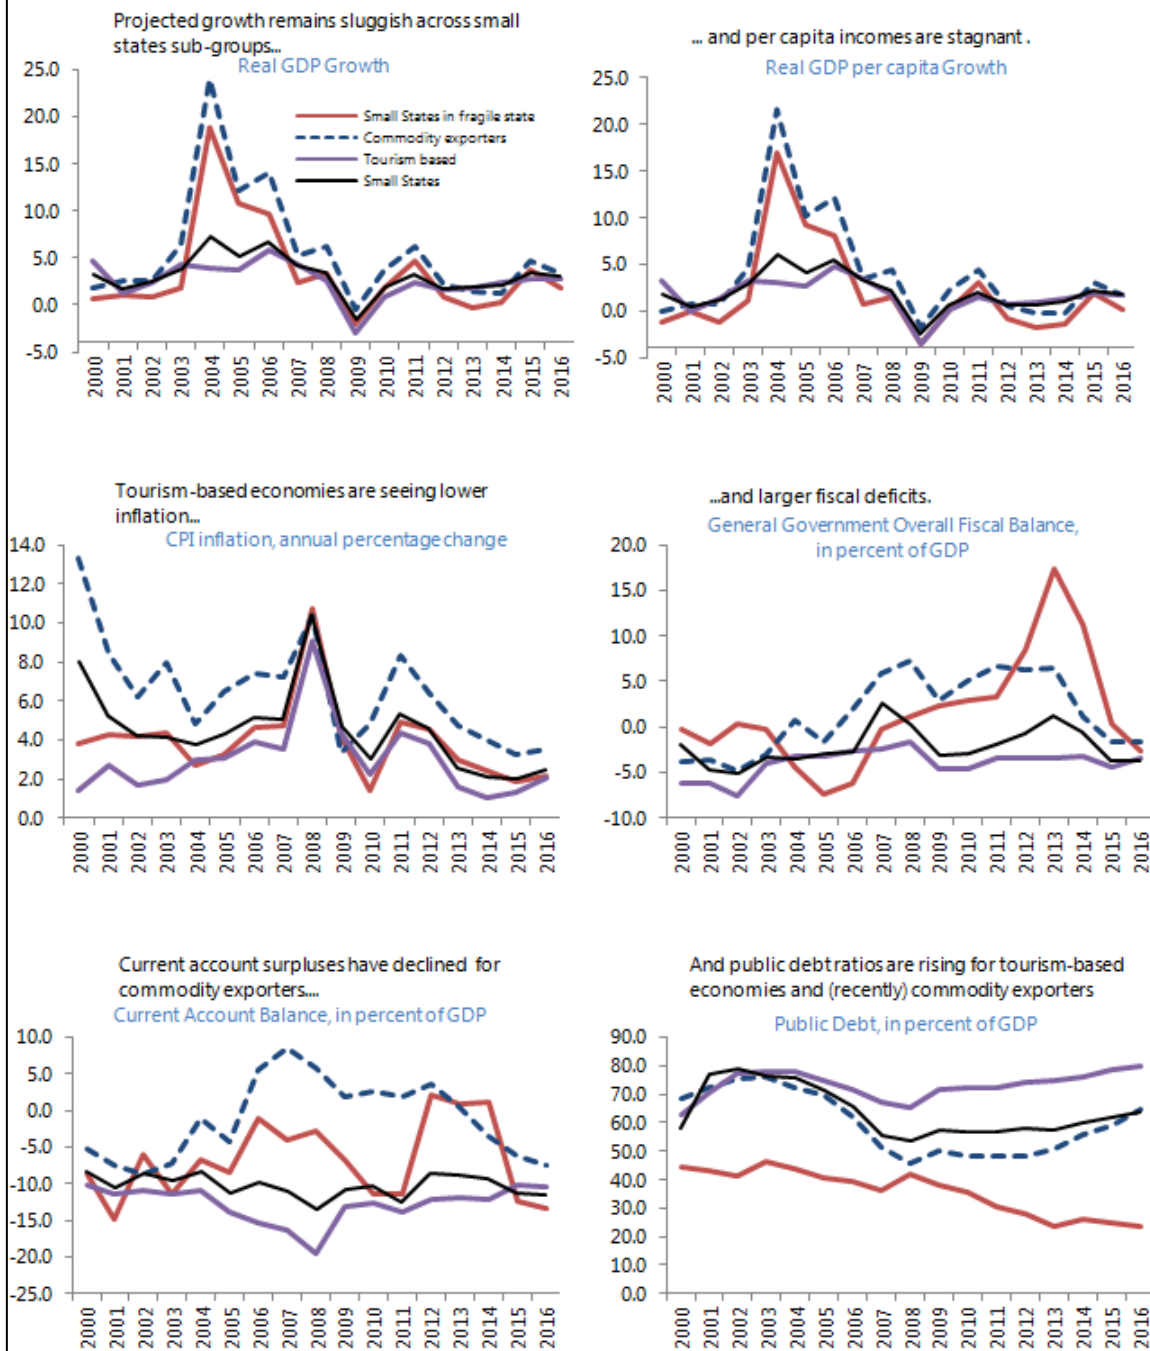 Projected growth remains sluggish across small
states sub-groups...
Real GDP Growth
25.0
20.0
15.0
10.0
5.0
0.0
-5.0
Small States in fragile state
Commodity exporters
Tourism based
Small States
2000 2001 2002 2003 2004 2005 2006 2007 2008 2009 2010 2011 2012 2013 2014 2015 2016
... and per capita incomes are stagnant .
Real GDP per capita Growth
25.0
20.0
15.0
10.0
5.0
0.0
-5.0
2000 2001 2002 2003 2004 2005 2006 2007 2008 2009 2010 2011 2012 2013 2014 2015 2016
Tourism-based economies are seeing lower
inflation...
CPI inflation, annual percentage change
14.0
12.0
10.0
8.0
6.0
4.0
2.0
0.0
2000 2001 2002 2003 2004 2005 2006 2007 2008 2009 2010 2011 2012 2013 2014 2015 2016
...and larger fiscal deficits.
General Government Overall Fiscal Balance,
in percent of GDP
20.0
15.0
10.0
5.0
0.0
-5.0
-10.0
2000 2001 2002 2003 2004 2005 2006 2007 2008 2009 2010 2011 2012 2013 2014 2015 2016
Current account surpluses have declined for
commodity exporters....
Current Account Balance, in percent of GDP
10.0
5.0
0.0
-5.0
-10.0
-15.0
-20.0
-25.0
2000 2001 2002 2003 2004 2005 2006 2007 2008 2009 2010 2011 2012 2013 2014 2015 2016
And public debt ratios are rising for tourism-based
economies and (recently) commodity exporters
Public Debt, in percent of GDP
90.0
80.0
70.0
60.0
50.0
40.0
30.0
20.0
10.0
0.0
2000 2001 2002 2003 2004 2005 2006 2007 2008 2009 2010 2011 2012 2013 2014 2015 2016